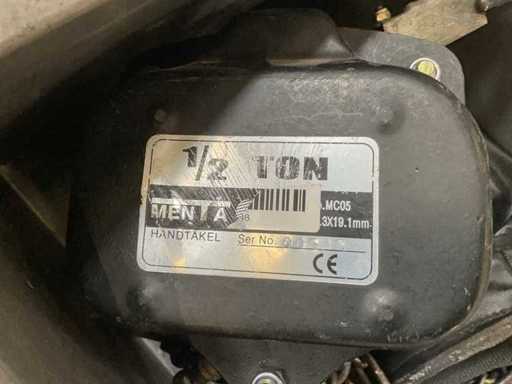 1/2 TON
MENTA .MC05
3X19.1mm
HANDTAKEL Ser No.
CE